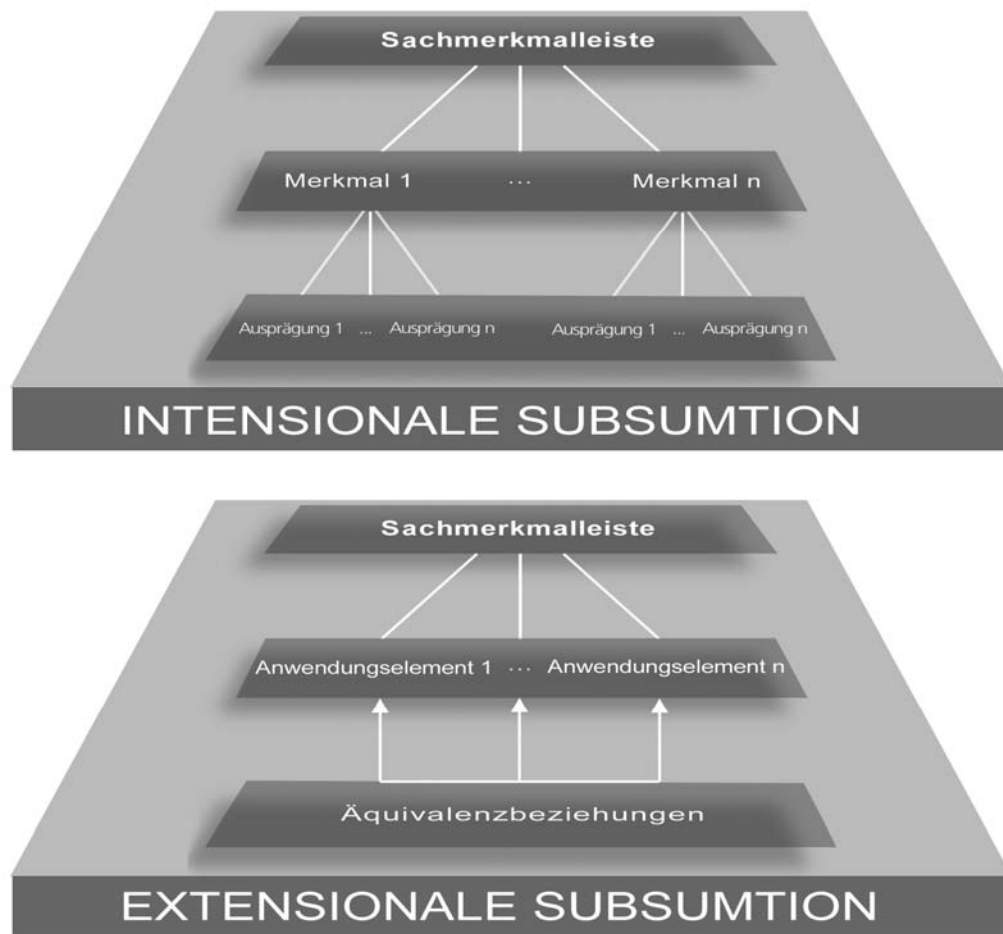 Sachmerkmalleiste
Merkmal 1 ... Merkmal n
Ausprägung 1 ... Ausprägung n Ausprägung 1 ... Ausprägung n
INTENSIONALE SUBSUMTION
Sachmerkmalleiste
Anwendungselement 1 ... Anwendungselement n
Äquivalenzbeziehungen
EXTENSIONALE SUBSUMTION